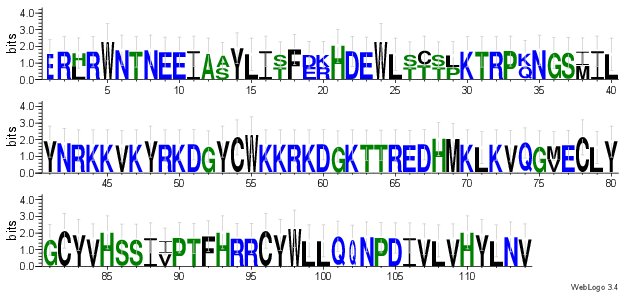 4.0
3.0
2.0
1.0
0.0
bits
ERHRWNTNEEIAAYLISFDKHDEWLSCSLKTRPKNGSIIL
5 10 15 20 25 30 35 40
4.0
3.0
2.0
1.0
0.0
bits
YNRKKVKYRKDGYCWKKRKDGKTTREDHMKLKVQGVECLY
45 50 55 60 65 70 75 80
4.0
3.0
2.0
1.0
0.0
bits
GCYVHSSIIPTFHRRCYWLLQQNPDIVLVHYLNV
85 90 95 100 105 110
WebLogo 3.4